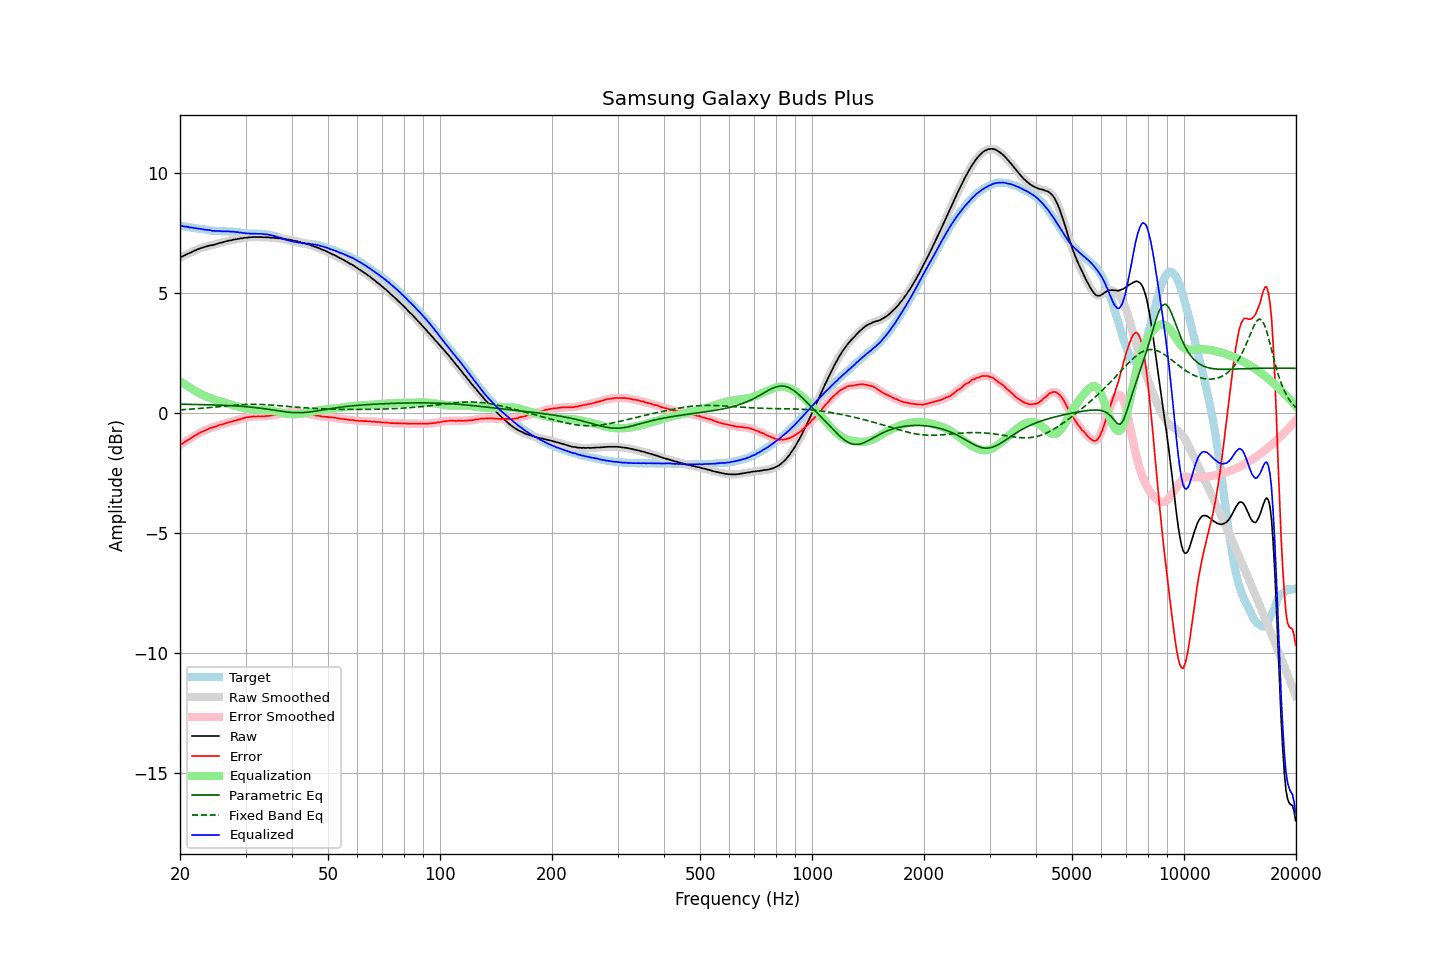 Samsung Galaxy Buds Plus
Amplitude (dBr)
10
5
0
−5
−10
−15
Target
Raw Smoothed
Error Smoothed
Raw
Error
Equalization
Parametric Eq
Fixed Band Eq
Equalized
20 50 100 200 500 1000 2000 5000 10000 20000
Frequency (Hz)